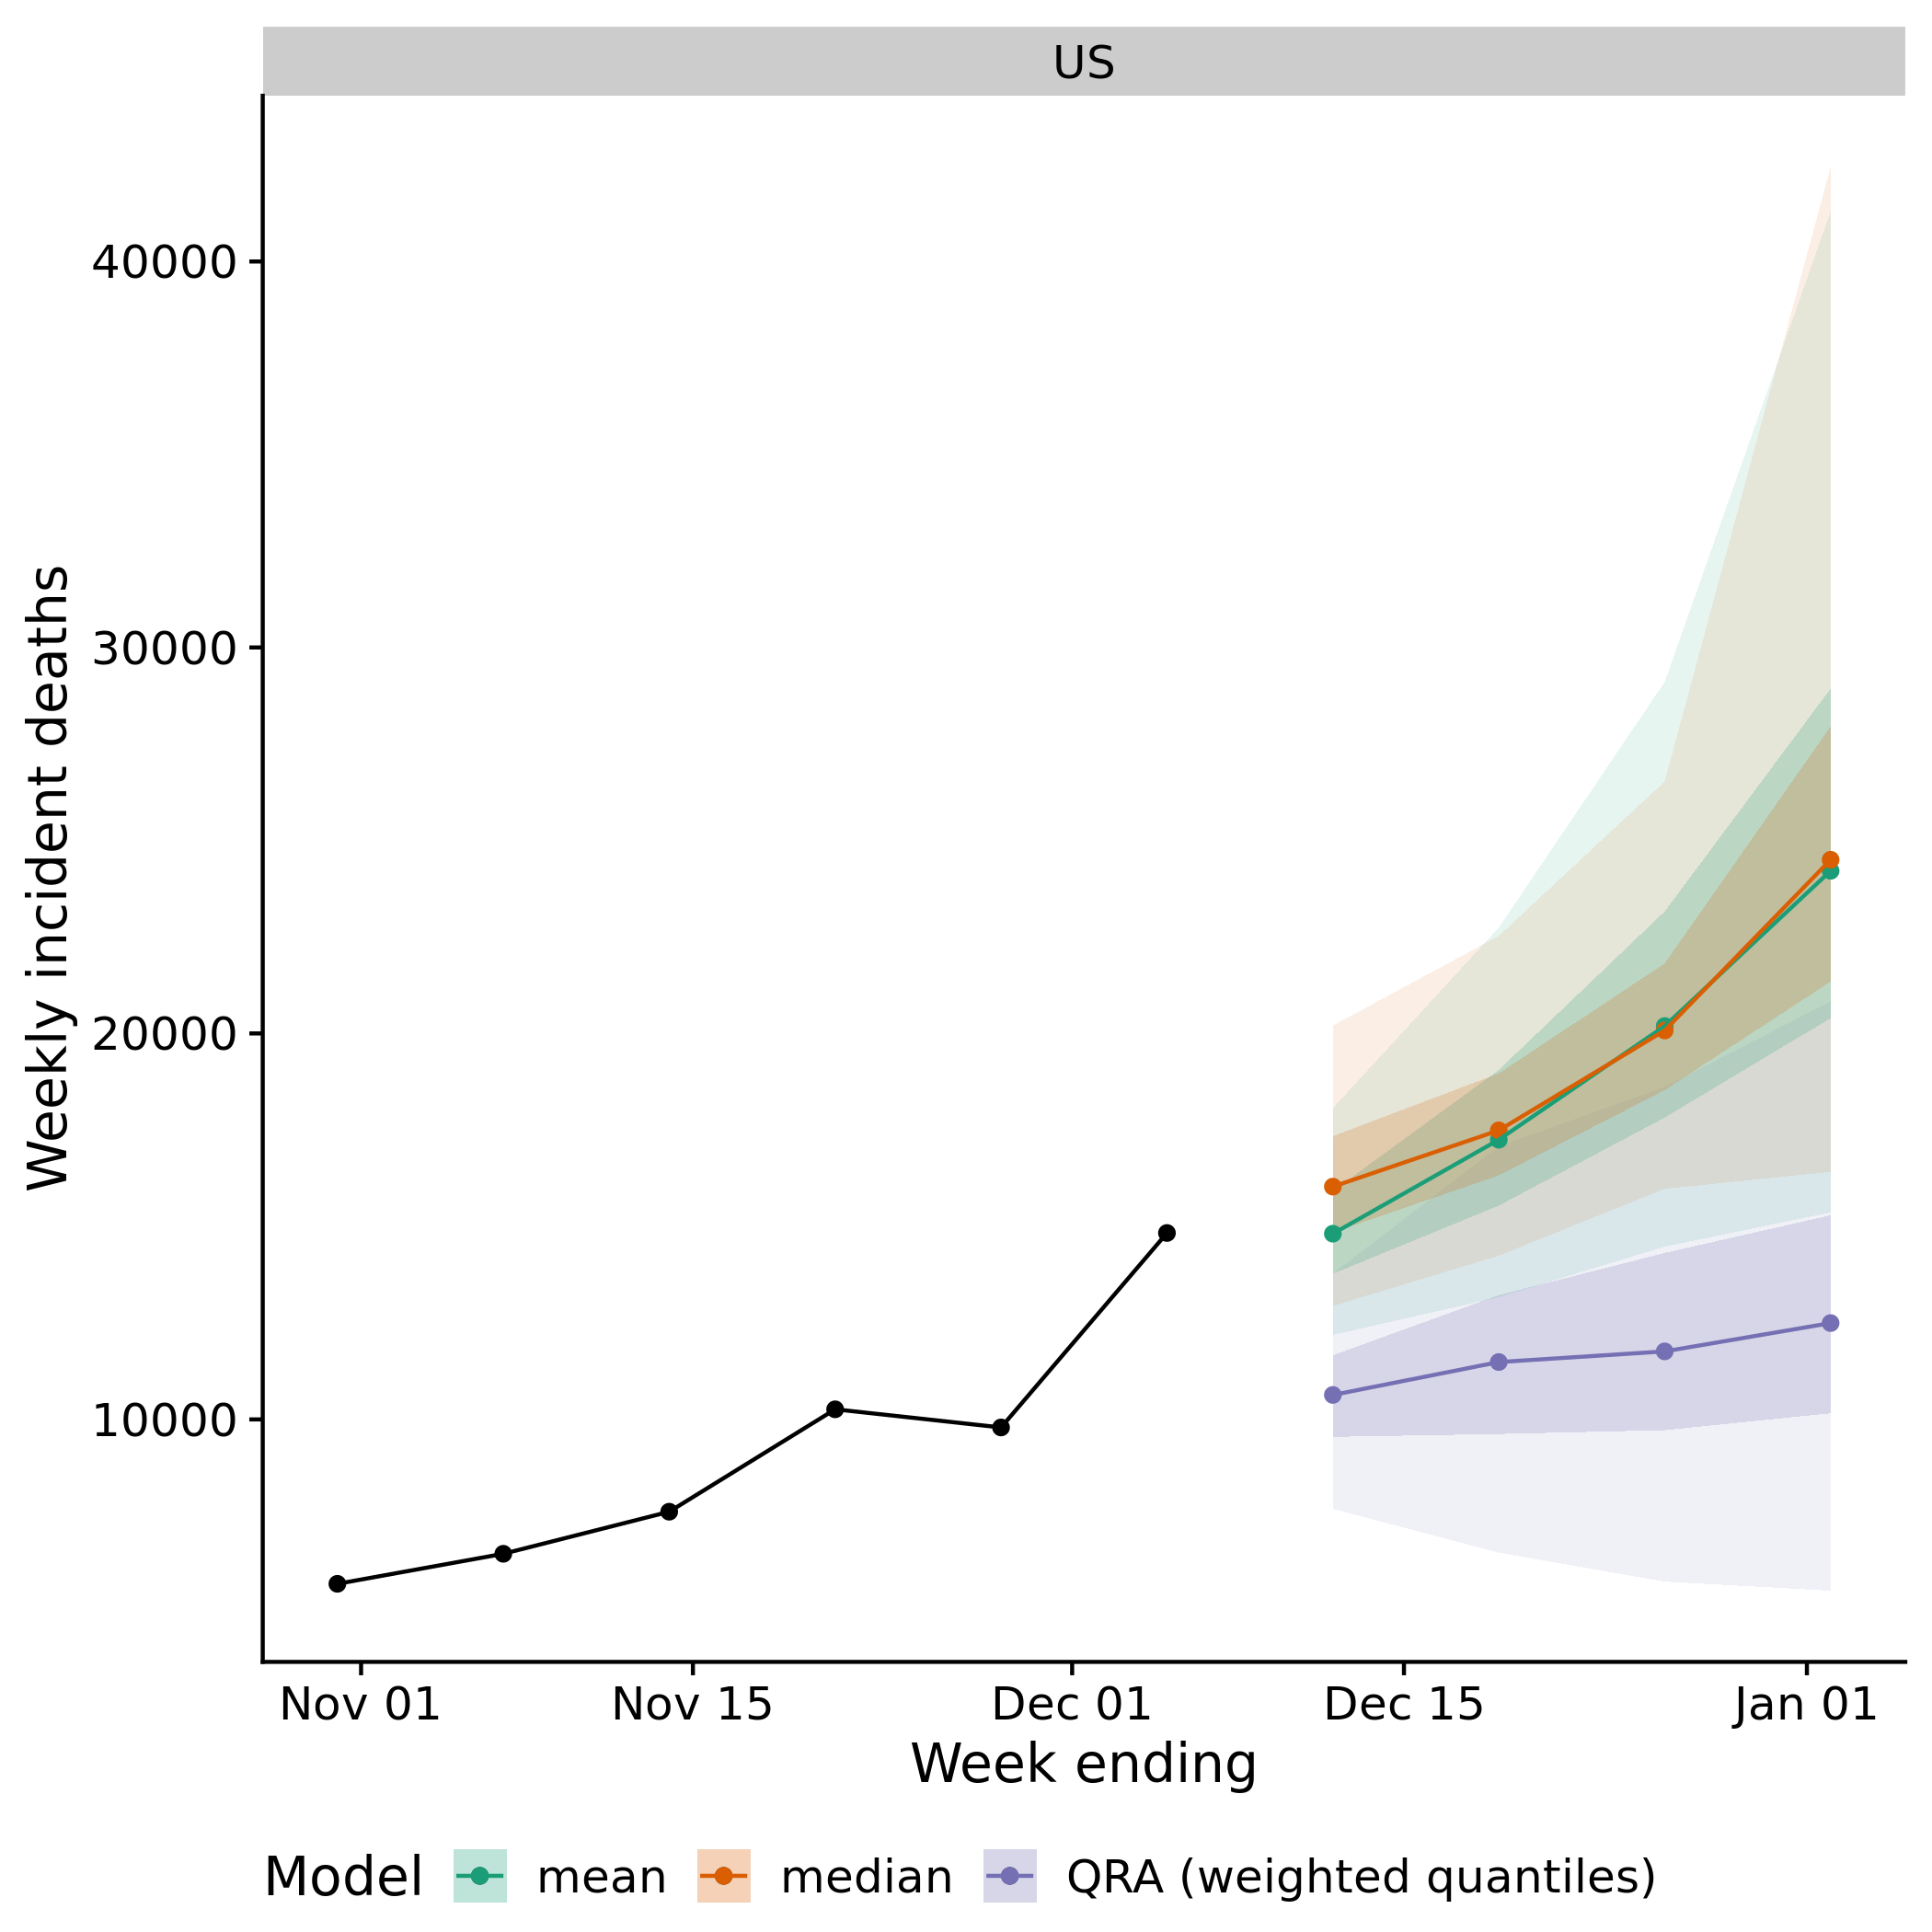 US
Weekly incident deaths
40000
30000
20000
10000
Nov 01 Nov 15 Dec 01 Dec 15 Jan 01
Week ending
Model mean median QRA (weighted quantiles)